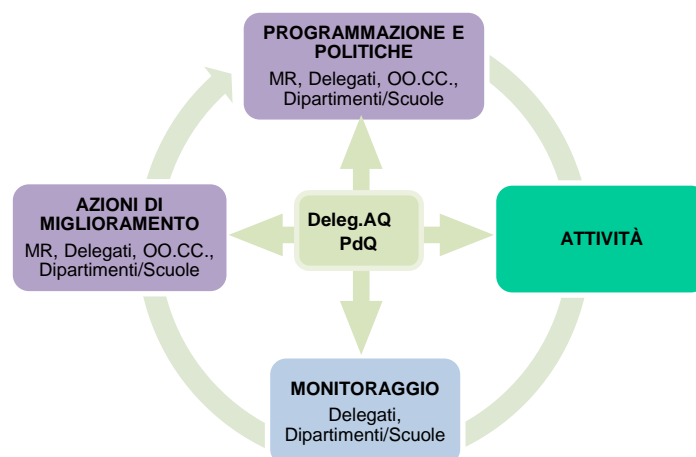 PROGRAMMAZIONE E
POLITICHE
MR, Delegati, OO.CC.,
Dipartimenti/Scuole
AZIONI DI
MIGLIORAMENTO
MR, Delegati, OO.CC.,
Dipartimenti/Scuole
Deleg.AQ
PdQ
ATTIVITÀ
MONITORAGGIO
Delegati,
Dipartimenti/Scuole